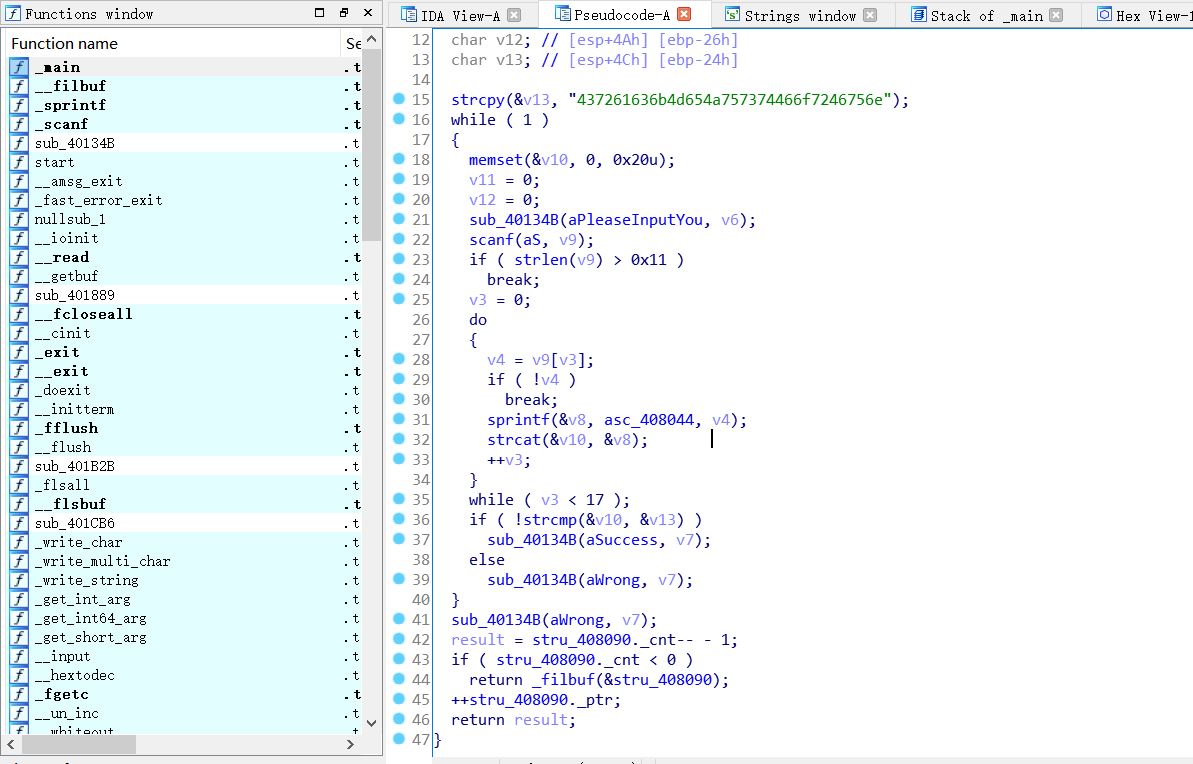 Functions window
Function name
Se
f _main .t
f __filbuf .t
f _sprintf .t
f _scanf .t
f sub_40134B .t
f start .t
f __amsg_exit .t
f _fast_error_exit .t
f nullsub_1 .t
f __ioinit .t
f __read .t
f __getbuf .t
f sub_401889 .t
f __fcloseall .t
f __cinit .t
f _exit .t
f __exit .t
f _doexit .t
f __initterm .t
f _fflush .t
f __flush .t
f sub_401B2B .t
f _flsall .t
f __flsbuf .t
f sub_401CB6 .t
f _write_char .t
f _write_multi_char .t
f _write_string .t
f _get_int_arg .t
f _get_int64_arg .t
f _get_short_arg .t
f __input .t
f __hextodec .t
f _fgetc .t
f __un_inc .t
f __whiteout .t
IDA View-A
Pseudocode-A
Strings window
Stack of _main
Hex View-
12 char v12; // [esp+4Ah] [ebp-26h]
13 char v13; // [esp+4Ch] [ebp-24h]
14
15 strcpy(&v13, "437261636b4d654a757374466f7246756e");
16 while ( 1 )
17 {
18 memset(&v10, 0, 0x20u);
19 v11 = 0;
20 v12 = 0;
21 sub_40134B(aPleaseInputYou, v6);
22 scanf(aS, v9);
23 if ( strlen(v9) > 0x11 )
24 break;
25 v3 = 0;
26 do
27 {
28 v4 = v9[v3];
29 if ( !v4 )
30 break;
31 sprintf(&v8, asc_408044, v4);
32 strcat(&v10, &v8);
33 ++v3;
34 }
35 while ( v3 < 17 );
36 if ( !strcmp(&v10, &v13) )
37 sub_40134B(aSuccess, v7);
38 else
39 sub_40134B(aWrong, v7);
40 }
41 sub_40134B(aWrong, v7);
42 result = stru_408090._cnt-- - 1;
43 if ( stru_408090._cnt < 0 )
44 return _filbuf(&stru_408090);
45 ++stru_408090._ptr;
46 return result;
47 }